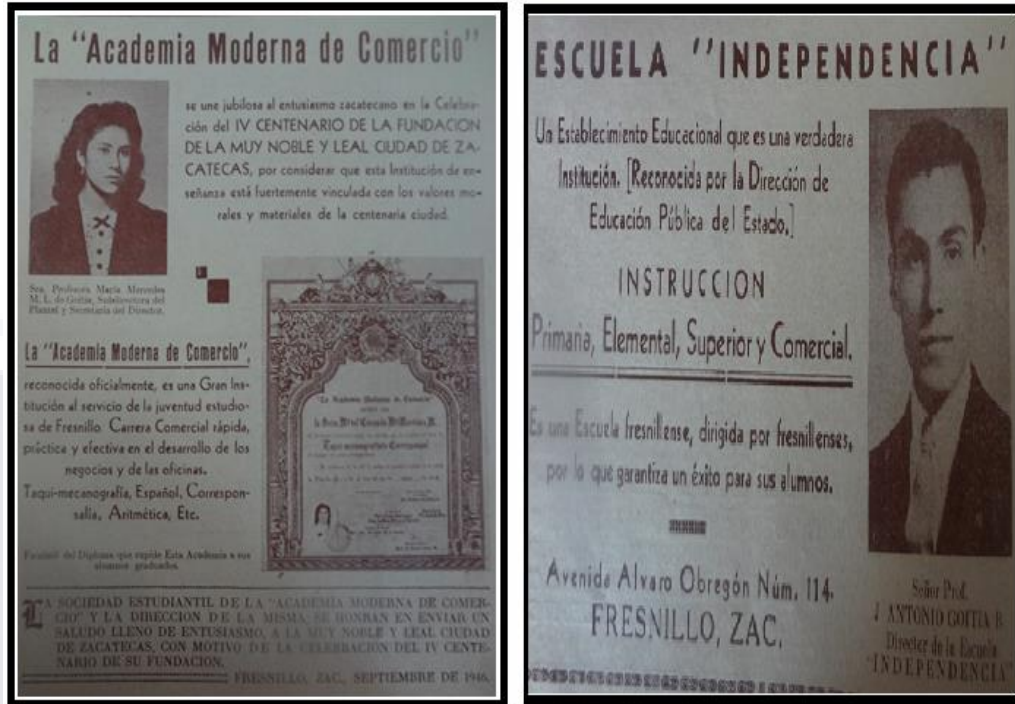 La "Academia Moderna de Comercio"
se une jubilosa al entusiasmo zacatecano en la Celebra-
ción del IV CENTENARIO DE LA FUNDACION
DE LA MUY NOBLE Y LEAL CIUDAD DE ZA-
CATECAS, por considerar que esta Institución de en-
señanza está fuertemente vinculada con los valores mo-
rales y materiales de la centenaria ciudad.
Sra. Profesora María Mercedes
M. L. de Goitia, Subdirectora del
Plantel y Secretaria del Director.
La "Academia Moderna de Comercio",
reconocida oficialmente, es una Gran Ins-
titución al servicio de la juventud estudio-
sa de Fresnillo. Carrera Comercial rápida,
práctica y efectiva en el desarrollo de los
negocios y de las oficinas.
Taqui-mecanografía, Español, Correspon-
salía, Aritmética, Etc.
del Diploma que expide Esta Academia a sus
alumnos graduados.
La "Academia Moderna de Comercio"
LA SOCIEDAD ESTUDIANTIL DE LA "ACADEMIA MODERNA DE COMER-
CIO" Y LA DIRECCION DE LA MISMA, SE HONRAN EN ENVIAR UN
SALUDO LLENO DE ENTUSIASMO, A LA MUY NOBLE Y LEAL CIUDAD
DE ZACATECAS, CON MOTIVO DE LA CELEBRACION DEL IV CENTE-
NARIO DE SU FUNDACION.
FRESNILLO, ZAC., SEPTIEMBRE DE 1946.
ESCUELA "INDEPENDENCIA"
Un Establecimiento Educacional que es una verdadera
Institución. [Reconocida por la Dirección de
Educación Pública del Estado.]
INSTRUCCION
Primaria, Elemental, Superior y Comercial.
Es una Escuela fresnillense, dirigida por fresnillenses,
por lo que garantiza un éxito para sus alumnos.
Avenida Alvaro Obregón Núm. 114.
FRESNILLO, ZAC.
Señor Prof.
J. ANTONIO GOITIA R.
Director de la Escuela
"INDEPENDENCIA"